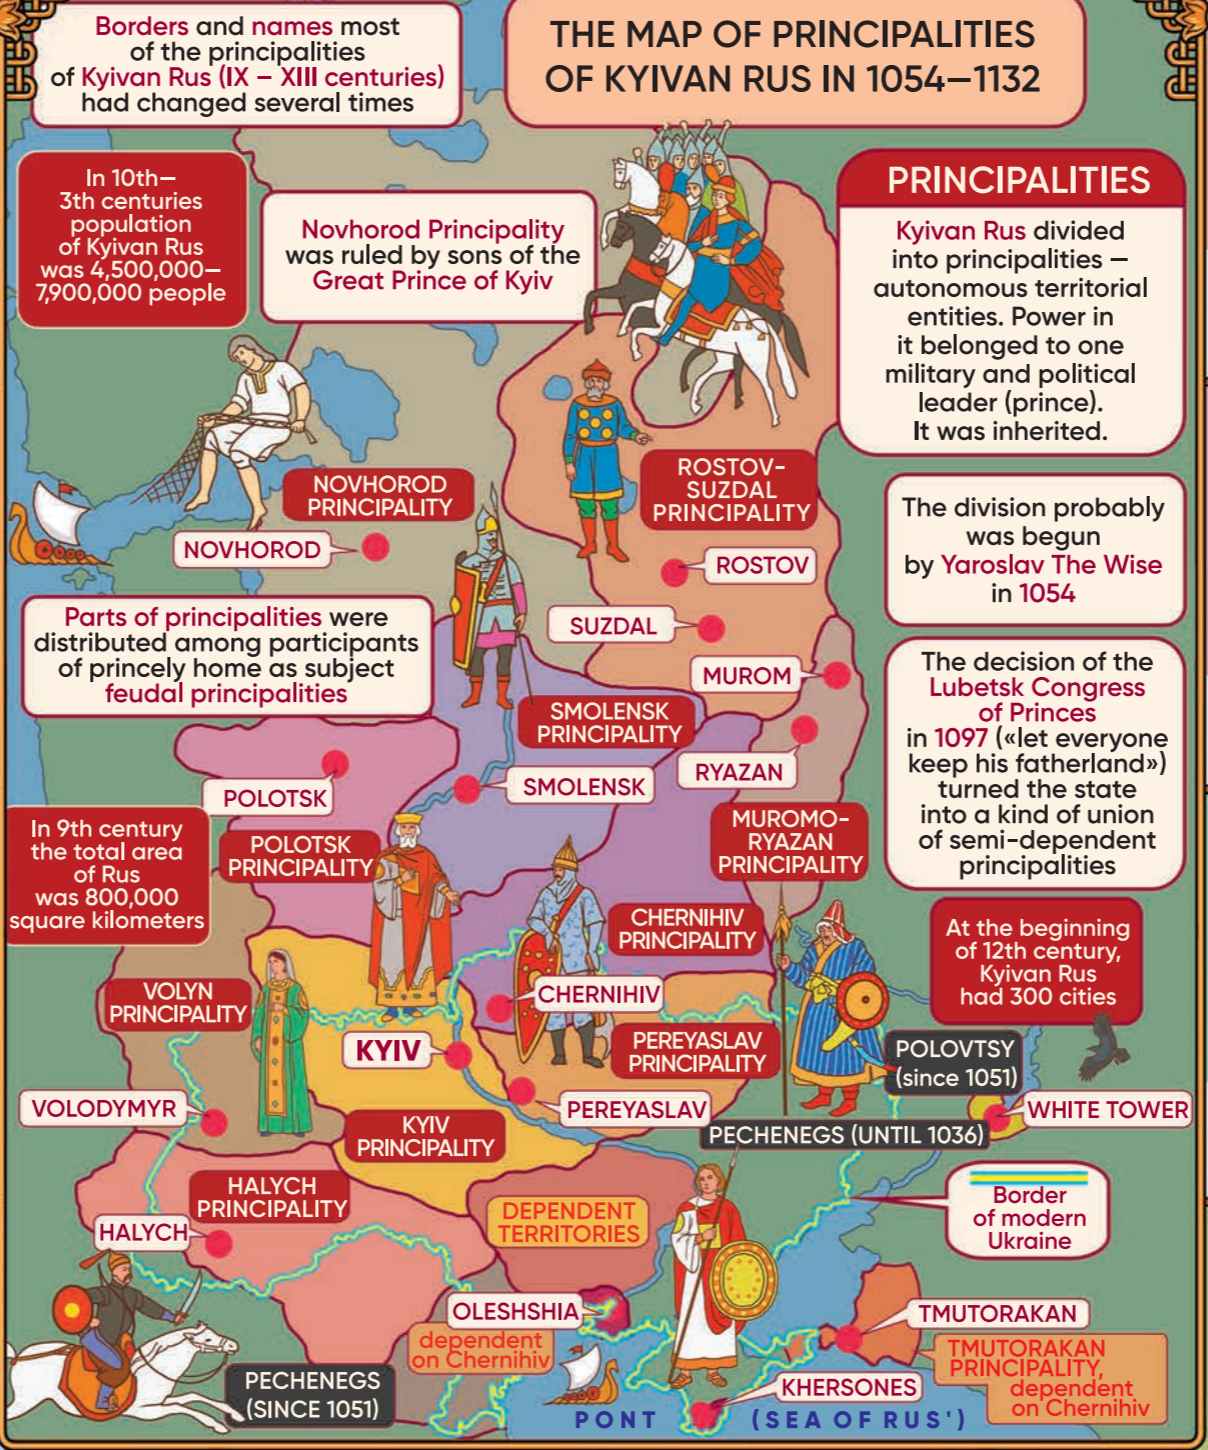 Borders and names most
of the principalities
of Kyivan Rus (IX – XIII centuries)
had changed several times
THE MAP OF PRINCIPALITIES
OF KYIVAN RUS IN 1054–1132
In 10th–
3th centuries
population
of Kyivan Rus
was 4,500,000–
7,900,000 people
Novhorod Principality
was ruled by sons of the
Great Prince of Kyiv
PRINCIPALITIES
Kyivan Rus divided
into principalities –
autonomous territorial
entities. Power in
it belonged to one
military and political
leader (prince).
It was inherited.
NOVHOROD
PRINCIPALITY
NOVHOROD
ROSTOV-
SUZDAL
PRINCIPALITY
ROSTOV
SUZDAL
MUROM
The division probably
was begun
by Yaroslav The Wise
in 1054
Parts of principalities were
distributed among participants
of princely home as subject
feudal principalities
The decision of the
Lubetsk Congress
of Princes
in 1097 («let everyone
keep his fatherland»)
turned the state
into a kind of union
of semi-dependent
principalities
SMOLENSK
PRINCIPALITY
SMOLENSK
RYAZAN
POLOTSK
POLOTSK
PRINCIPALITY
MUROMO-
RYAZAN
PRINCIPALITY
In 9th century
the total area
of Rus
was 800,000
square kilometers
CHERNIHIV
PRINCIPALITY
CHERNIHIV
At the beginning
of 12th century,
Kyivan Rus
had 300 cities
VOLYN
PRINCIPALITY
KYIV
PEREYASLAV
PRINCIPALITY
POLOVTSY
(since 1051)
VOLODYMYR
PEREYASLAV
WHITE TOWER
KYIV
PRINCIPALITY
PECHENEGS (UNTIL 1036)
HALYCH
PRINCIPALITY
HALYCH
DEPENDENT
TERRITORIES
Border
of modern
Ukraine
OLESHSHIA
dependent
on Chernihiv
TMUTORAKAN
TMUTORAKAN
PRINCIPALITY,
dependent
on Chernihiv
PECHENEGS
(SINCE 1051)
KHERSONES
PONT (SEA OF RUS')